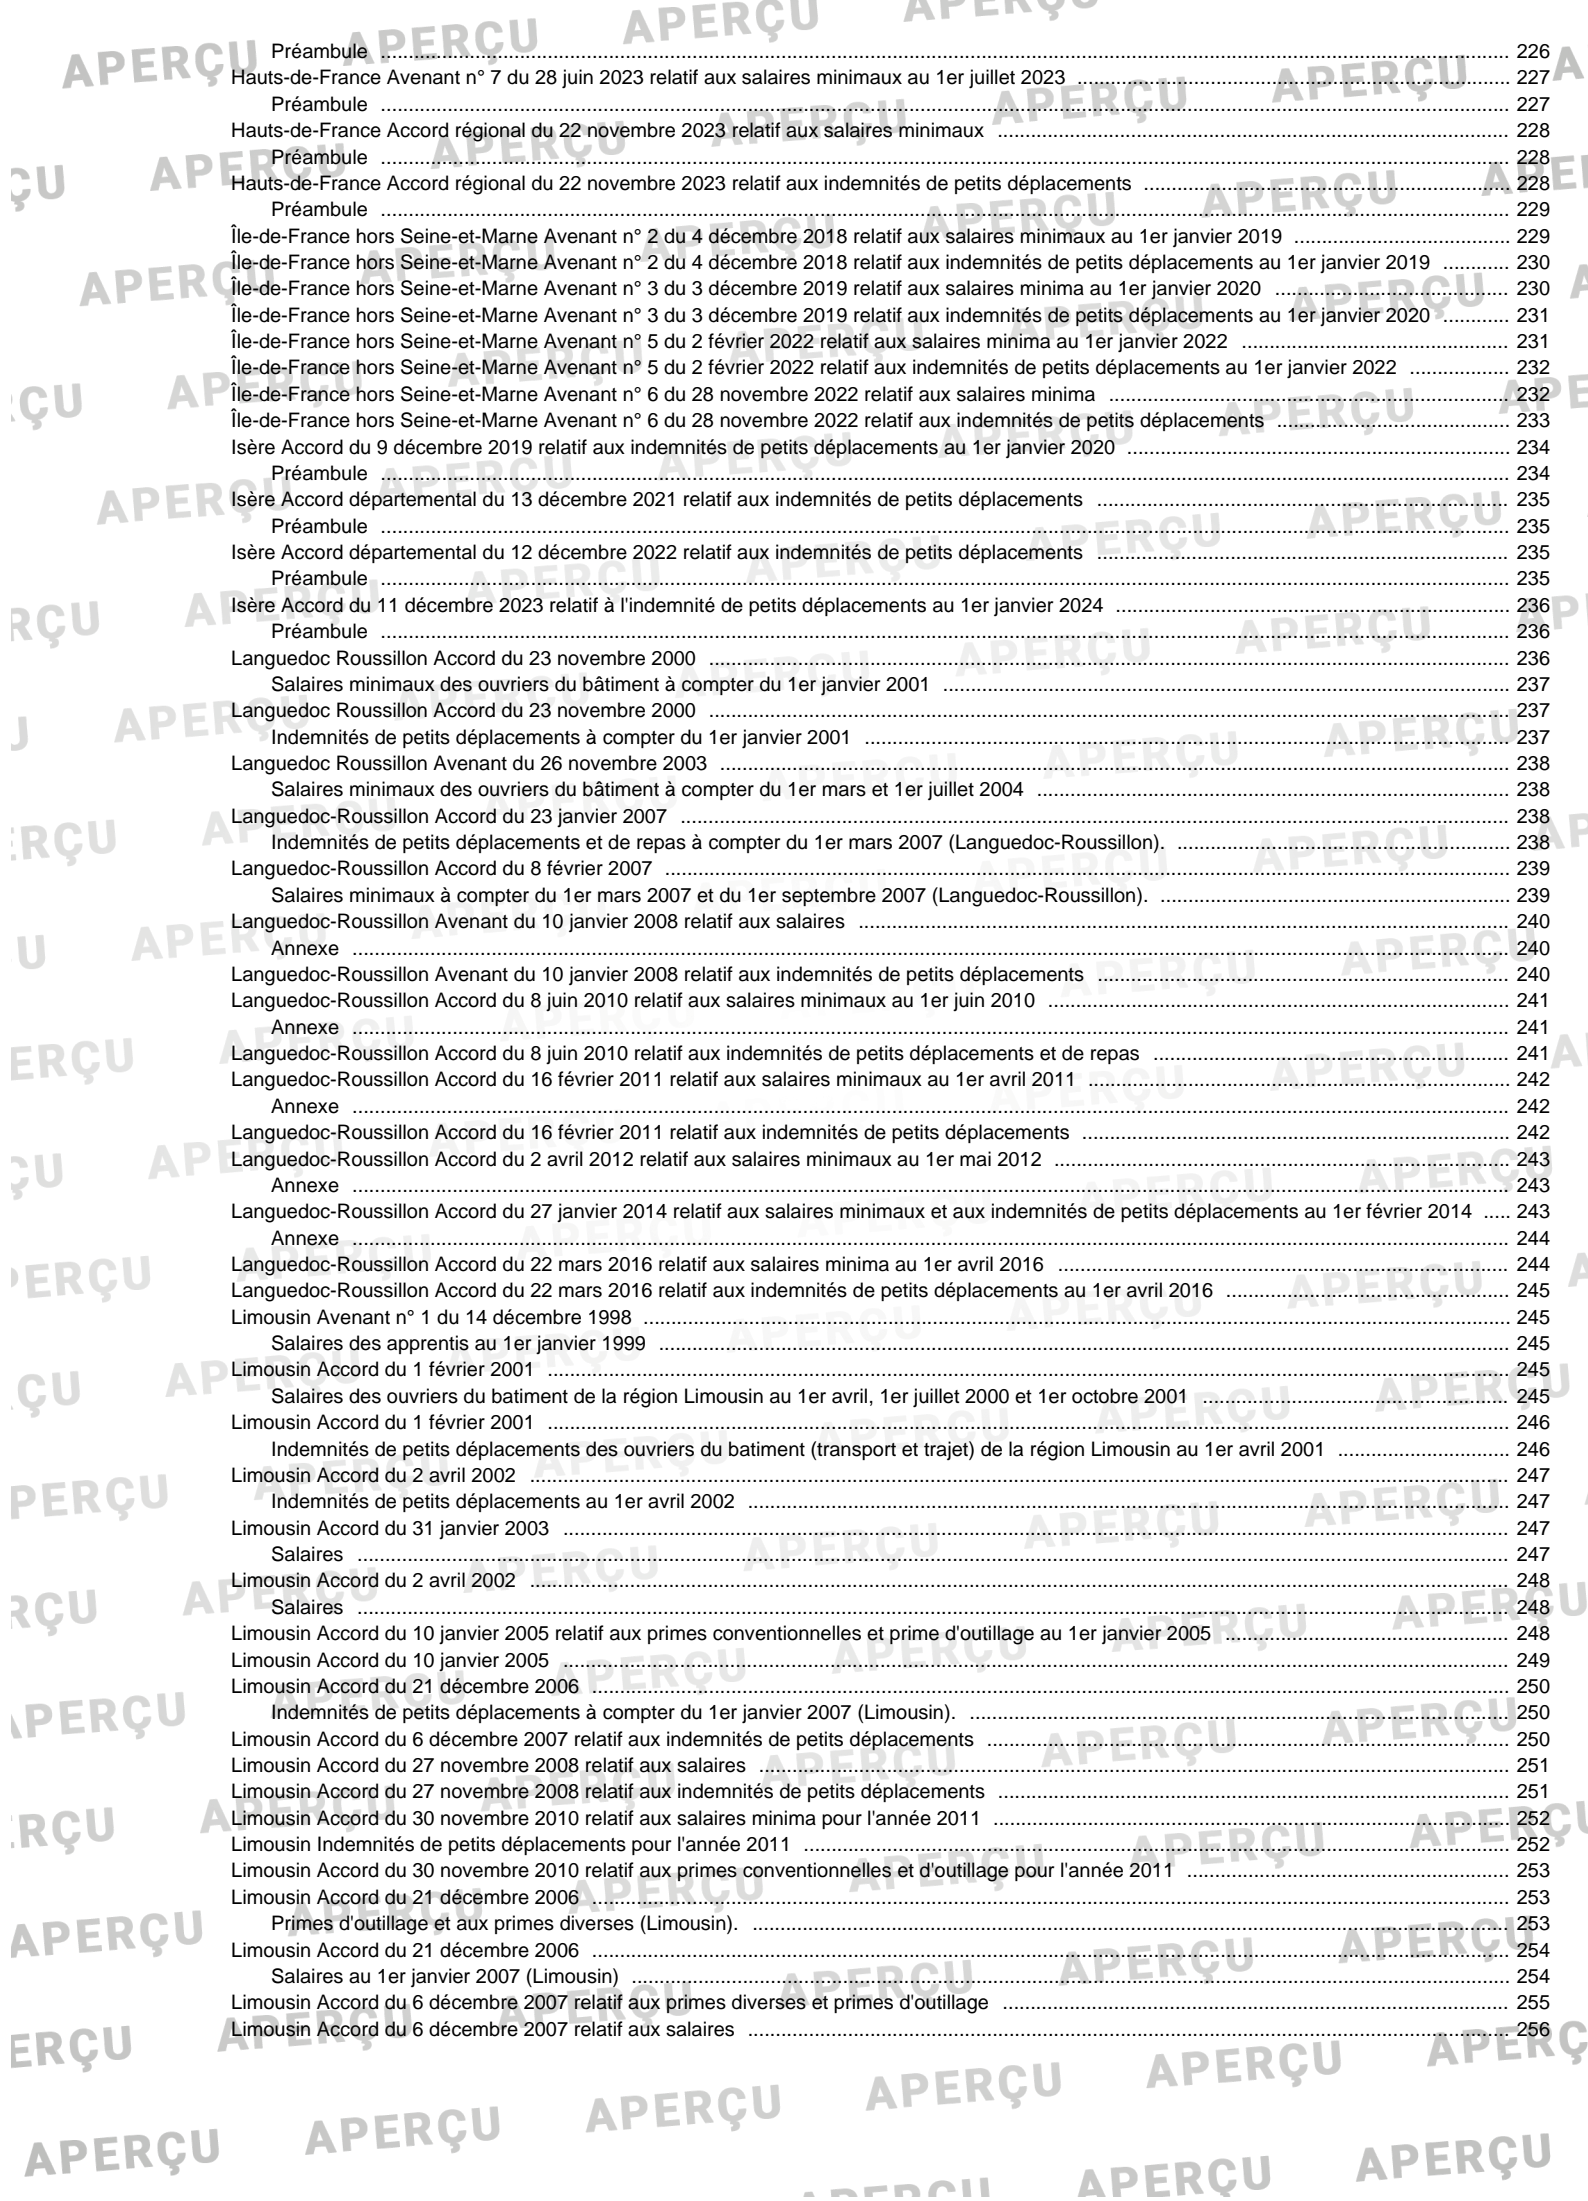 Préambule ... 226
Hauts-de-France Avenant n° 7 du 28 juin 2023 relatif aux salaires minimaux au 1er juillet 2023 ... 227
Préambule ... 227
Hauts-de-France Accord régional du 22 novembre 2023 relatif aux salaires minimaux ... 228
Préambule ... 228
Hauts-de-France Accord régional du 22 novembre 2023 relatif aux indemnités de petits déplacements ... 228
Préambule ... 229
Île-de-France hors Seine-et-Marne Avenant n° 2 du 4 décembre 2018 relatif aux salaires minimaux au 1er janvier 2019 ... 229
Île-de-France hors Seine-et-Marne Avenant n° 2 du 4 décembre 2018 relatif aux indemnités de petits déplacements au 1er janvier 2019 ... 230
Île-de-France hors Seine-et-Marne Avenant n° 3 du 3 décembre 2019 relatif aux salaires minima au 1er janvier 2020 ... 230
Île-de-France hors Seine-et-Marne Avenant n° 3 du 3 décembre 2019 relatif aux indemnités de petits déplacements au 1er janvier 2020 ... 231
Île-de-France hors Seine-et-Marne Avenant n° 5 du 2 février 2022 relatif aux salaires minima au 1er janvier 2022 ... 231
Île-de-France hors Seine-et-Marne Avenant n° 5 du 2 février 2022 relatif aux indemnités de petits déplacements au 1er janvier 2022 ... 232
Île-de-France hors Seine-et-Marne Avenant n° 6 du 28 novembre 2022 relatif aux salaires minima ... 232
Île-de-France hors Seine-et-Marne Avenant n° 6 du 28 novembre 2022 relatif aux indemnités de petits déplacements ... 233
Isère Accord du 9 décembre 2019 relatif aux indemnités de petits déplacements au 1er janvier 2020 ... 234
Préambule ... 234
Isère Accord départemental du 13 décembre 2021 relatif aux indemnités de petits déplacements ... 235
Préambule ... 235
Isère Accord départemental du 12 décembre 2022 relatif aux indemnités de petits déplacements ... 235
Préambule ... 235
Isère Accord du 11 décembre 2023 relatif à l'indemnité de petits déplacements au 1er janvier 2024 ... 236
Préambule ... 236
Languedoc Roussillon Accord du 23 novembre 2000 ... 236
Salaires minimaux des ouvriers du bâtiment à compter du 1er janvier 2001 ... 237
Languedoc Roussillon Accord du 23 novembre 2000 ... 237
Indemnités de petits déplacements à compter du 1er janvier 2001 ... 237
Languedoc Roussillon Avenant du 26 novembre 2003 ... 238
Salaires minimaux des ouvriers du bâtiment à compter du 1er mars et 1er juillet 2004 ... 238
Languedoc-Roussillon Accord du 23 janvier 2007 ... 238
Indemnités de petits déplacements et de repas à compter du 1er mars 2007 (Languedoc-Roussillon). ... 238
Languedoc-Roussillon Accord du 8 février 2007 ... 239
Salaires minimaux à compter du 1er mars 2007 et du 1er septembre 2007 (Languedoc-Roussillon). ... 239
Languedoc-Roussillon Avenant du 10 janvier 2008 relatif aux salaires ... 240
Annexe ... 240
Languedoc-Roussillon Avenant du 10 janvier 2008 relatif aux indemnités de petits déplacements ... 240
Languedoc-Roussillon Accord du 8 juin 2010 relatif aux salaires minimaux au 1er juin 2010 ... 241
Annexe ... 241
Languedoc-Roussillon Accord du 8 juin 2010 relatif aux indemnités de petits déplacements et de repas ... 241
Languedoc-Roussillon Accord du 16 février 2011 relatif aux salaires minimaux au 1er avril 2011 ... 242
Annexe ... 242
Languedoc-Roussillon Accord du 16 février 2011 relatif aux indemnités de petits déplacements ... 242
Languedoc-Roussillon Accord du 2 avril 2012 relatif aux salaires minimaux au 1er mai 2012 ... 243
Annexe ... 243
Languedoc-Roussillon Accord du 27 janvier 2014 relatif aux salaires minimaux et aux indemnités de petits déplacements au 1er février 2014 ... 243
Annexe ... 244
Languedoc-Roussillon Accord du 22 mars 2016 relatif aux salaires minima au 1er avril 2016 ... 244
Languedoc-Roussillon Accord du 22 mars 2016 relatif aux indemnités de petits déplacements au 1er avril 2016 ... 245
Limousin Avenant n° 1 du 14 décembre 1998 ... 245
Salaires des apprentis au 1er janvier 1999 ... 245
Limousin Accord du 1 février 2001 ... 245
Salaires des ouvriers du batiment de la région Limousin au 1er avril, 1er juillet 2000 et 1er octobre 2001 ... 245
Limousin Accord du 1 février 2001 ... 246
Indemnités de petits déplacements des ouvriers du batiment (transport et trajet) de la région Limousin au 1er avril 2001 ... 246
Limousin Accord du 2 avril 2002 ... 247
Indemnités de petits déplacements au 1er avril 2002 ... 247
Limousin Accord du 31 janvier 2003 ... 247
Salaires ... 247
Limousin Accord du 2 avril 2002 ... 248
Salaires ... 248
Limousin Accord du 10 janvier 2005 relatif aux primes conventionnelles et prime d'outillage au 1er janvier 2005 ... 248
Limousin Accord du 10 janvier 2005 ... 249
Limousin Accord du 21 décembre 2006 ... 250
Indemnités de petits déplacements à compter du 1er janvier 2007 (Limousin). ... 250
Limousin Accord du 6 décembre 2007 relatif aux indemnités de petits déplacements ... 250
Limousin Accord du 27 novembre 2008 relatif aux salaires ... 251
Limousin Accord du 27 novembre 2008 relatif aux indemnités de petits déplacements ... 251
Limousin Accord du 30 novembre 2010 relatif aux salaires minima pour l'année 2011 ... 252
Limousin Indemnités de petits déplacements pour l'année 2011 ... 252
Limousin Accord du 30 novembre 2010 relatif aux primes conventionnelles et d'outillage pour l'année 2011 ... 253
Limousin Accord du 21 décembre 2006 ... 253
Primes d'outillage et aux primes diverses (Limousin). ... 253
Limousin Accord du 21 décembre 2006 ... 254
Salaires au 1er janvier 2007 (Limousin) ... 254
Limousin Accord du 6 décembre 2007 relatif aux primes diverses et primes d'outillage ... 255
Limousin Accord du 6 décembre 2007 relatif aux salaires ... 256
APERÇU